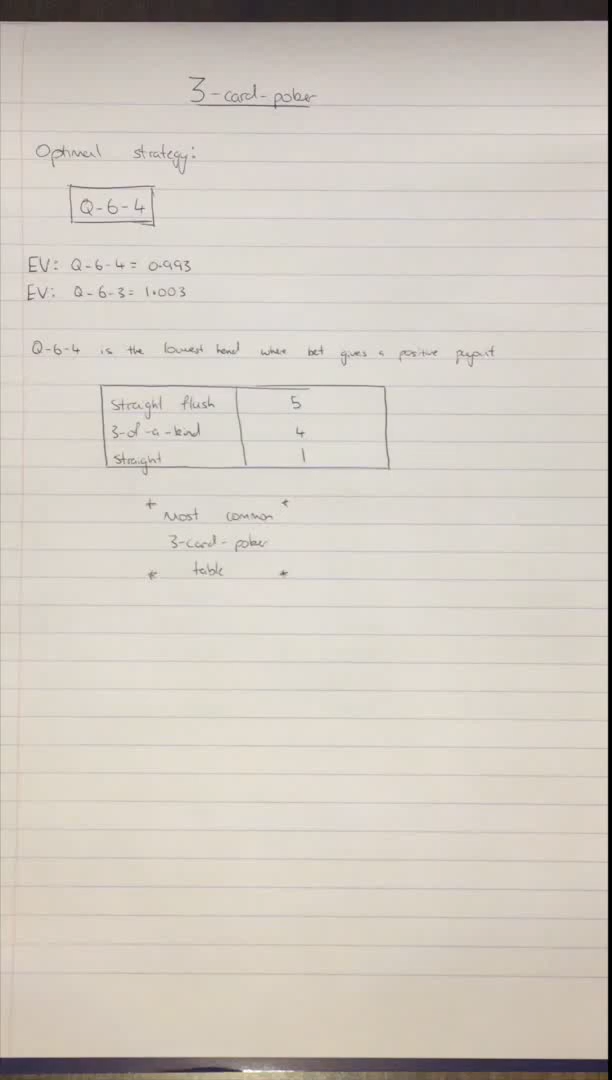 3-card-poker
Optimal strategy:
Q-6-4
EV: Q-6-4 = 0.993
EV: Q-6-3 = 1.003
Q-6-4 is the lowest hand where bet gives a positive payout
Straight flush 5
3-of-a-kind 4
Straight 1
* Most common *
3-card-poker
* table *